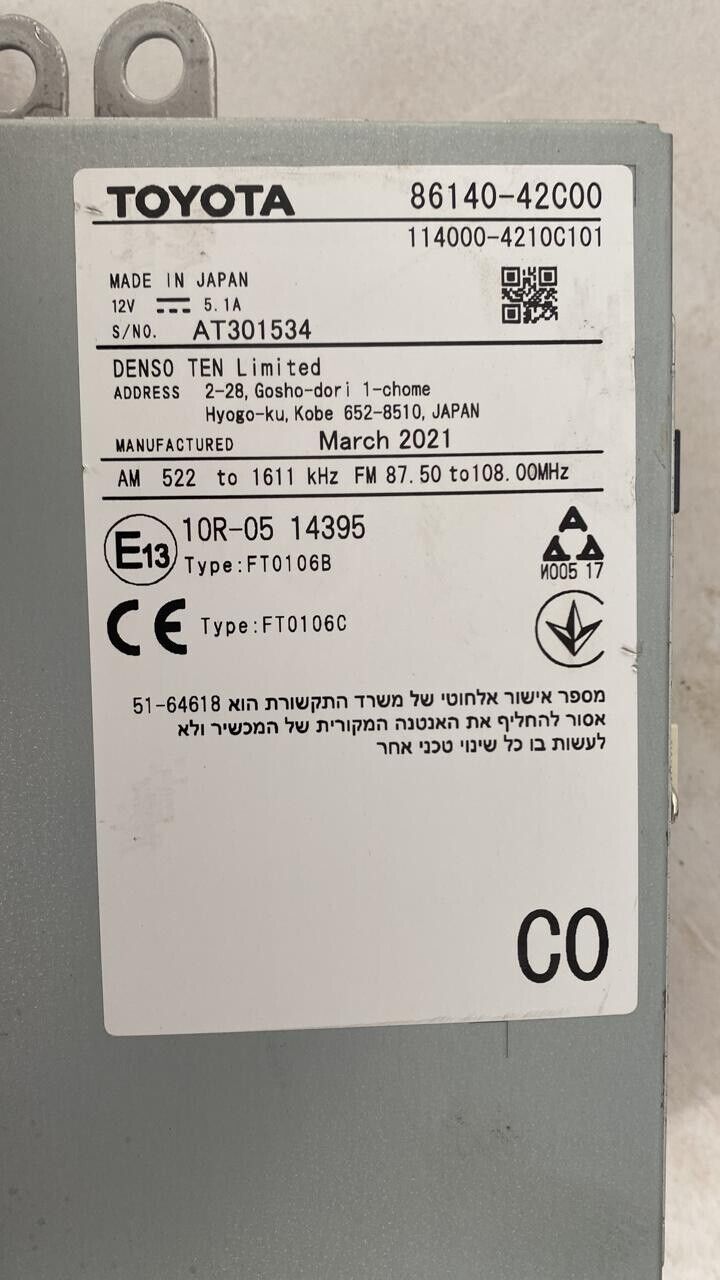 TOYOTA 86140-42C00
114000-4210C101
MADE IN JAPAN
12V 5.1A
S/NO. AT301534
DENSO TEN Limited
ADDRESS 2-28, Gosho-dori 1-chome
Hyogo-ku, Kobe 652-8510, JAPAN
MANUFACTURED March 2021
AM 522 to 1611 kHz FM 87.50 to108.00MHz
E13 10R-05 14395
Type:FT0106B
И005 17
CE Type:FT0106C
מספר אישור אלחוטי של משרד התקשורת הוא 51-64618
אסור להחליף את האנטנה המקורית של המכשיר ולא
לעשות בו כל שינוי טכני אחר
C0